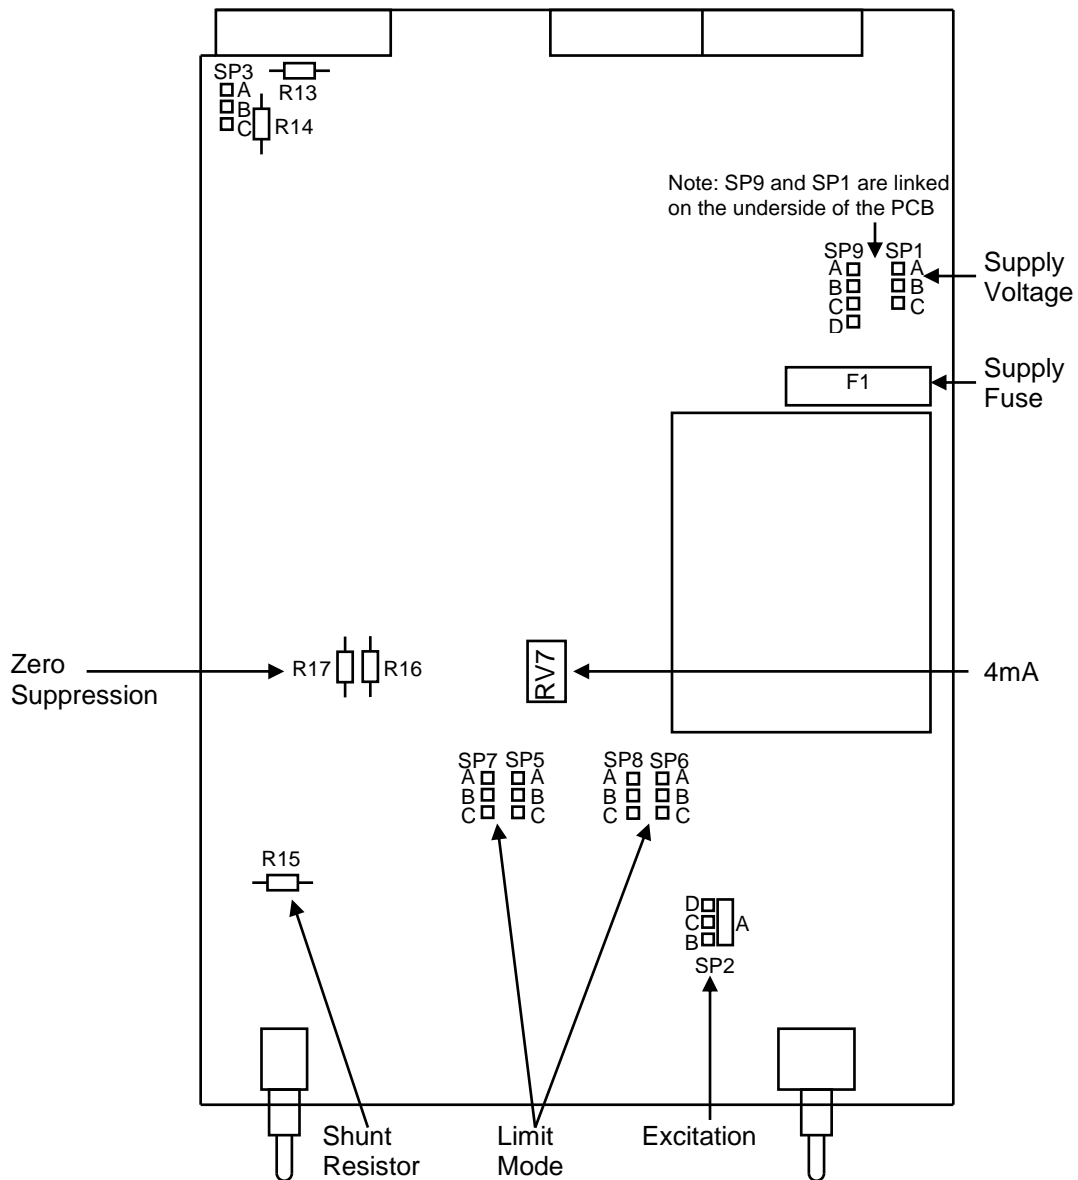 SP3
A
B
C
R13
R14
Note: SP9 and SP1 are linked
on the underside of the PCB
SP9 SP1
A A
B B
C C
D
Supply
Voltage
F1
Supply
Fuse
Zero
Suppression
R17 R16
RV7
4mA
SP7 SP5
A A
B B
C C
SP8 SP6
A A
B B
C C
R15
D
C A
B
SP2
Shunt
Resistor
Limit
Mode
Excitation